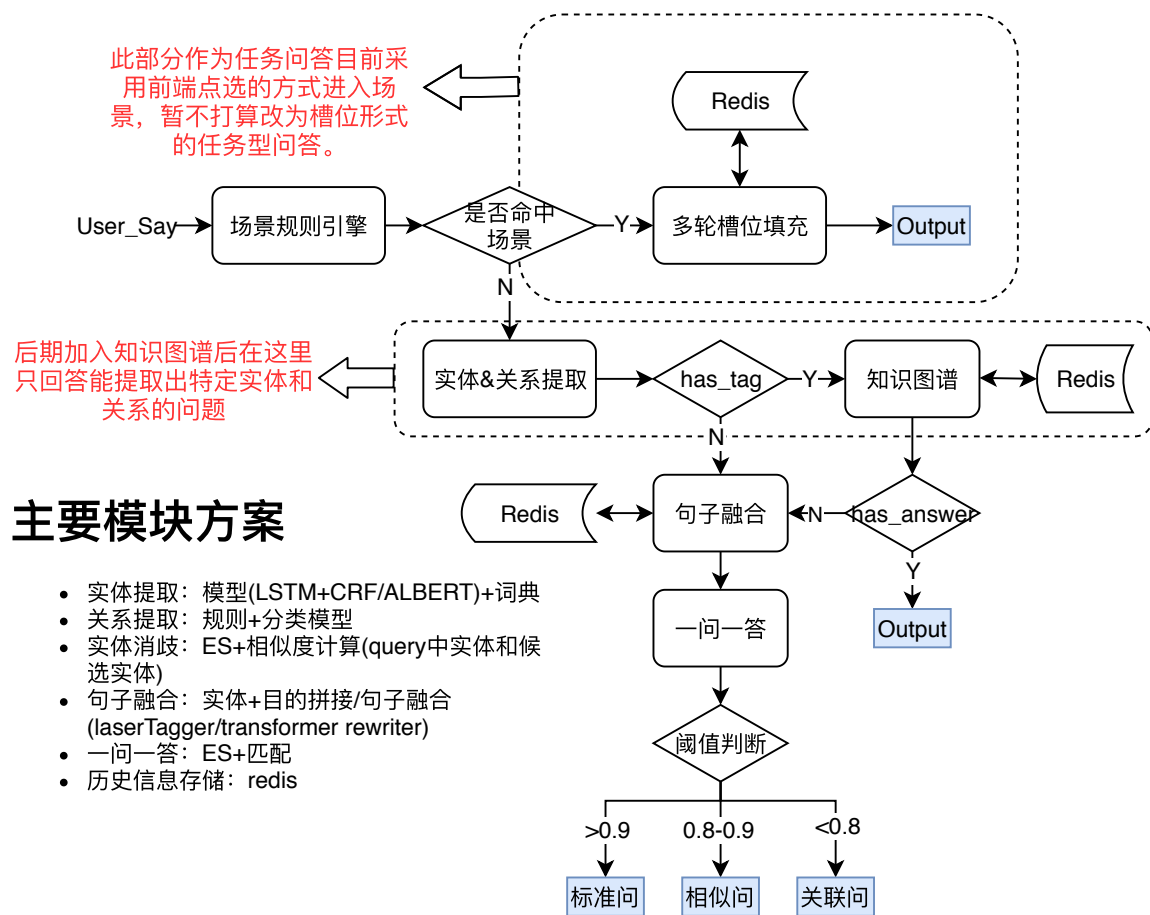 此部分作为任务问答目前采
用前端点选的方式进入场
景，暂不打算改为槽位形式
的任务型问答。
Redis
User_Say
场景规则引擎
是否命中
场景
Y
多轮槽位填充
Output
N
后期加入知识图谱后在这里
只回答能提取出特定实体和
关系的问题
实体&关系提取
has_tag
Y
知识图谱
Redis
N
主要模块方案
Redis
句子融合
N
has_answer
Y
Output
• 实体提取：模型(LSTM+CRF/ALBERT)+词典
• 关系提取：规则+分类模型
• 实体消歧：ES+相似度计算(query中实体和候
选实体)
• 句子融合：实体+目的拼接/句子融合
(laserTagger/transformer rewriter)
• 一问一答：ES+匹配
• 历史信息存储：redis
一问一答
阈值判断
>0.9
0.8-0.9
<0.8
标准问
相似问
关联问